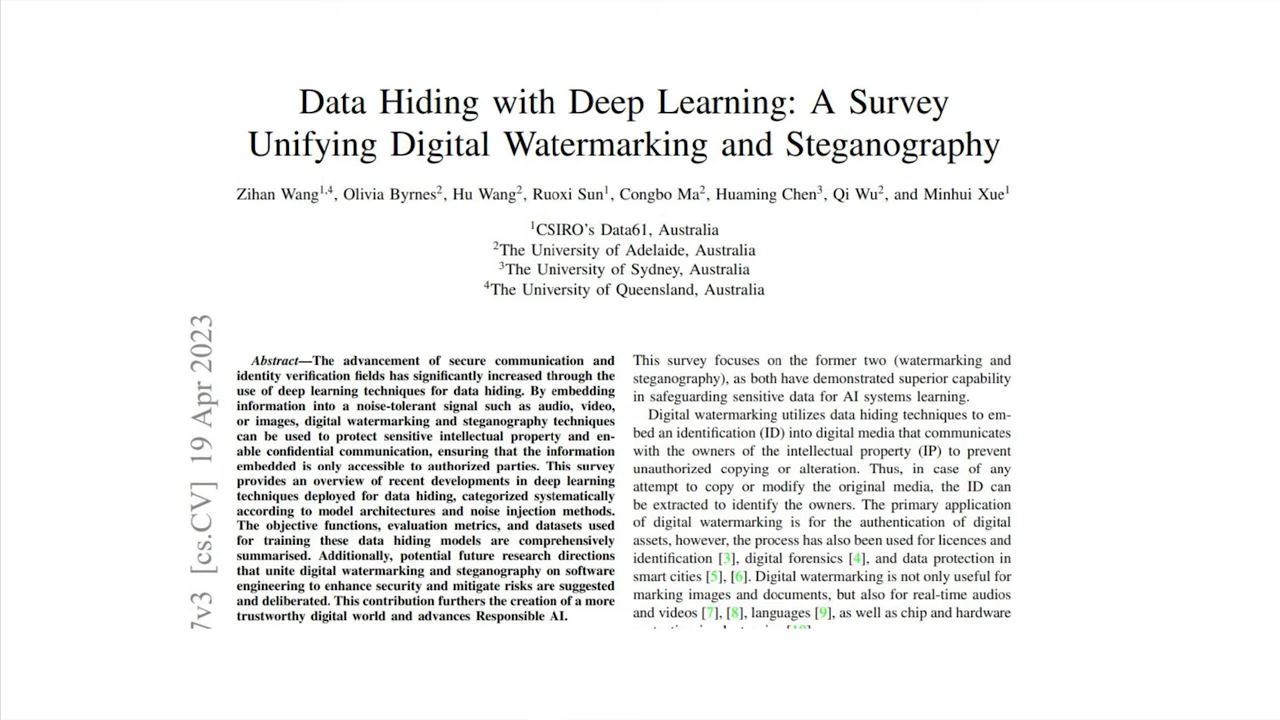 Data Hiding with Deep Learning: A Survey
Unifying Digital Watermarking and Steganography
Zihan Wang1,4, Olivia Byrnes2, Hu Wang2, Ruoxi Sun1, Congbo Ma2, Huaming Chen3, Qi Wu2, and Minhui Xue1
1CSIRO's Data61, Australia
2The University of Adelaide, Australia
3The University of Sydney, Australia
4The University of Queensland, Australia
7v3 [cs.CV] 19 Apr 2023
Abstract—The advancement of secure communication and
identity verification fields has significantly increased through the
use of deep learning techniques for data hiding. By embedding
information into a noise-tolerant signal such as audio, video,
or images, digital watermarking and steganography techniques
can be used to protect sensitive intellectual property and en-
able confidential communication, ensuring that the information
embedded is only accessible to authorized parties. This survey
provides an overview of recent developments in deep learning
techniques deployed for data hiding, categorized systematically
according to model architectures and noise injection methods.
The objective functions, evaluation metrics, and datasets used
for training these data hiding models are comprehensively
summarised. Additionally, potential future research directions
that unite digital watermarking and steganography on software
engineering to enhance security and mitigate risks are suggested
and deliberated. This contribution furthers the creation of a more
trustworthy digital world and advances Responsible AI.
This survey focuses on the former two (watermarking and
steganography), as both have demonstrated superior capability
in safeguarding sensitive data for AI systems learning.
Digital watermarking utilizes data hiding techniques to em-
bed an identification (ID) into digital media that communicates
with the owners of the intellectual property (IP) to prevent
unauthorized copying or alteration. Thus, in case of any
attempt to copy or modify the original media, the ID can
be extracted to identify the owners. The primary application
of digital watermarking is for the authentication of digital
assets, however, the process has also been used for licences and
identification [3], digital forensics [4], and data protection in
smart cities [5], [6]. Digital watermarking is not only useful for
marking images and documents, but also for real-time audios
and videos [7], [8], languages [9], as well as chip and hardware